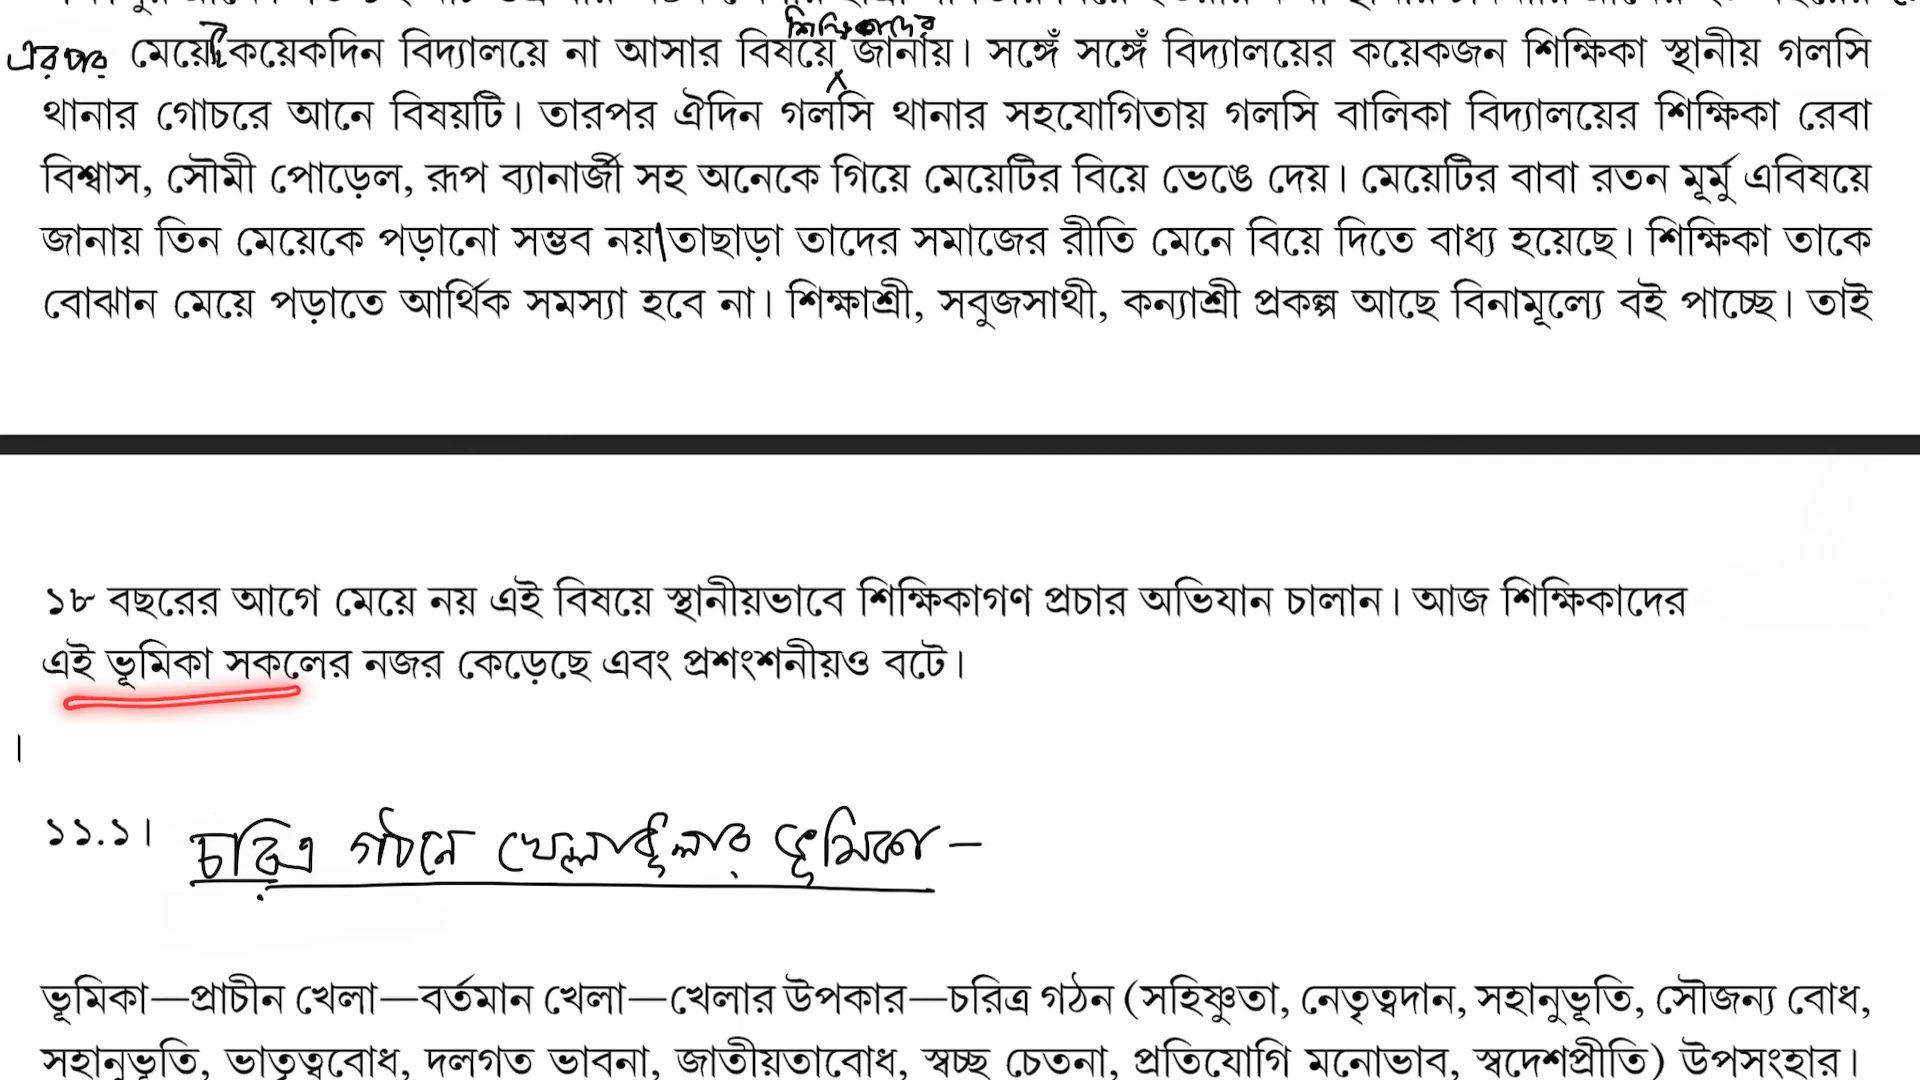 শিক্ষিকাদের
এরপর মেয়েটি কয়েকদিন বিদ্যালয়ে না আসার বিষয়ে জানায়। সঙ্গেঁ সঙ্গেঁ বিদ্যালয়ের কয়েকজন শিক্ষিকা স্থানীয় গলসি
থানার গোচরে আনে বিষয়টি। তারপর ঐদিন গলসি থানার সহযোগিতায় গলসি বালিকা বিদ্যালয়ের শিক্ষিকা রেবা
বিশ্বাস, সৌমী পোড়েল, রূপ ব্যানার্জী সহ অনেকে গিয়ে মেয়েটির বিয়ে ভেঙে দেয়। মেয়েটির বাবা রতন মূর্মু এবিষয়ে
জানায় তিন মেয়েকে পড়ানো সম্ভব নয়।তাছাড়া তাদের সমাজের রীতি মেনে বিয়ে দিতে বাধ্য হয়েছে। শিক্ষিকা তাকে
বোঝান মেয়ে পড়াতে আর্থিক সমস্যা হবে না। শিক্ষাশ্রী, সবুজসাথী, কন্যাশ্রী প্রকল্প আছে বিনামূল্যে বই পাচ্ছে। তাই
১৮ বছরের আগে মেয়ে নয় এই বিষয়ে স্থানীয়ভাবে শিক্ষিকাগণ প্রচার অভিযান চালান। আজ শিক্ষিকাদের
এই ভূমিকা সকলের নজর কেড়েছে এবং প্রশংশনীয়ও বটে।
।
১১.১। চরিত্র গঠনে খেলাধূলার ভূমিকা —
ভূমিকা—প্রাচীন খেলা—বর্তমান খেলা—খেলার উপকার—চরিত্র গঠন (সহিষ্ণুতা, নেতৃত্বদান, সহানুভূতি, সৌজন্য বোধ,
সহানুভূতি, ভাতৃত্ববোধ, দলগত ভাবনা, জাতীয়তাবোধ, স্বচ্ছ চেতনা, প্রতিযোগি মনোভাব, স্বদেশপ্রীতি) উপসংহার।